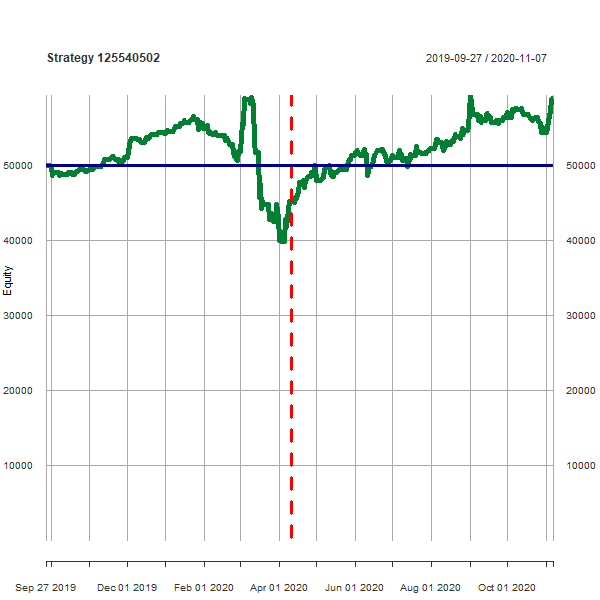 Strategy 125540502
2019-09-27 / 2020-11-07
50000
50000
40000
40000
Equity
30000
30000
20000
20000
10000
10000
Sep 27 2019
Dec 01 2019
Feb 01 2020
Apr 01 2020
Jun 01 2020
Aug 01 2020
Oct 01 2020